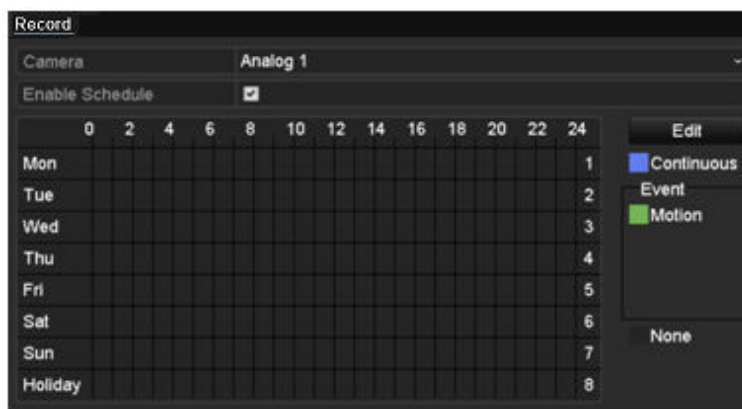 Record
Camera Analog 1
Enable Schedule
0 2 4 6 8 10 12 14 16 18 20 22 24
Edit
Mon 1
Continuous
Tue 2
Event
Motion
Wed 3
Thu 4
Fri 5
Sat 6
None
Sun 7
Holiday 8